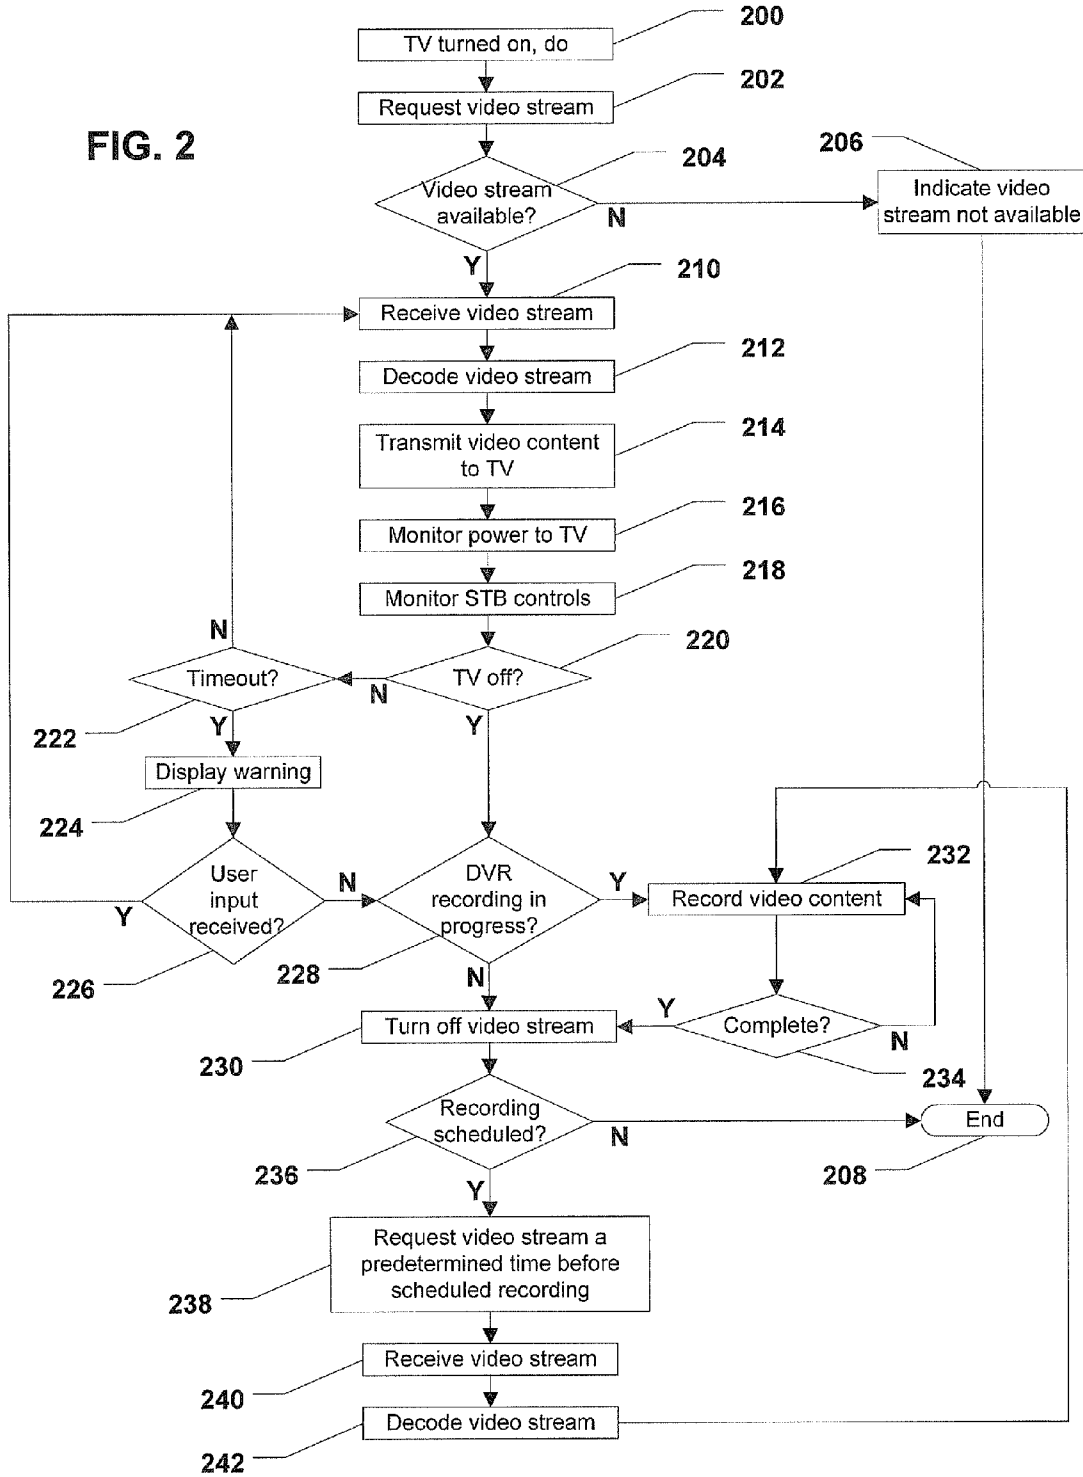 200
TV turned on, do
202
Request video stream
FIG. 2
204
206
Video stream
available?
N
Indicate video
stream not available
Y
210
Receive video stream
212
Decode video stream
214
Transmit video content
to TV
216
Monitor power to TV
218
Monitor STB controls
N
220
Timeout?
N
TV off?
222
Y
Y
Display warning
224
232
User
input
received?
N
DVR
recording in
progress?
Y
Record video content
Y
226
228
N
Y
Turn off video stream
Complete?
N
230
234
Recording
scheduled?
N
End
236
208
Y
Request video stream a
predetermined time before
scheduled recording
238
Receive video stream
240
Decode video stream
242